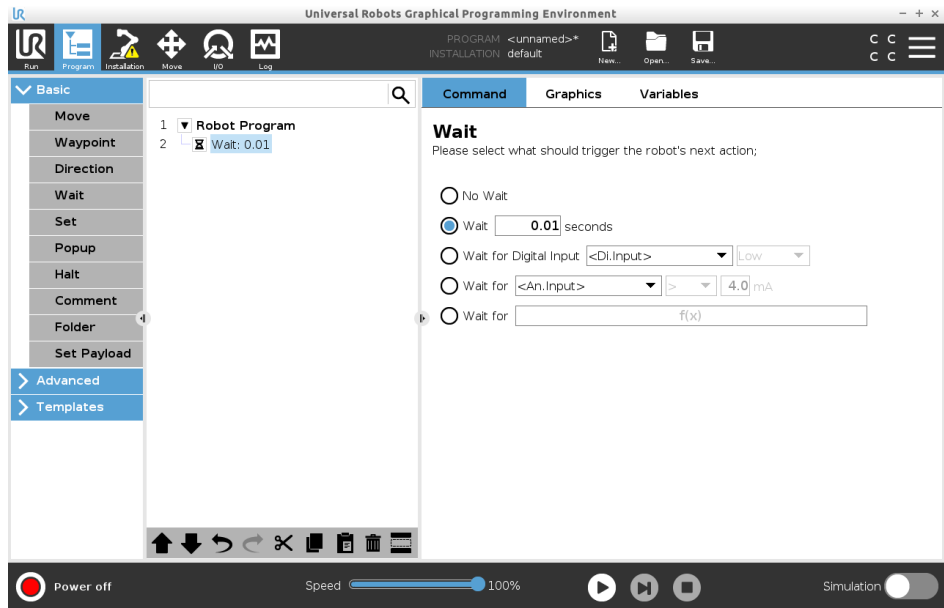 UR Universal Robots Graphical Programming Environment - + ×
UR PROGRAM <unnamed>* C C
INSTALLATION default C C
Run Program Installation Move I/O Log New... Open... Save...
Basic
Move
Waypoint
Direction
Wait
Set
Popup
Halt
Comment
Folder
Set Payload
Advanced
Templates
1 Robot Program
2 Wait: 0.01
Command Graphics Variables
Wait
Please select what should trigger the robot's next action;
No Wait
Wait 0.01 seconds
Wait for Digital Input <Di.Input> Low
Wait for <An.Input> > 4.0 mA
Wait for f(x)
Power off Speed 100% Simulation